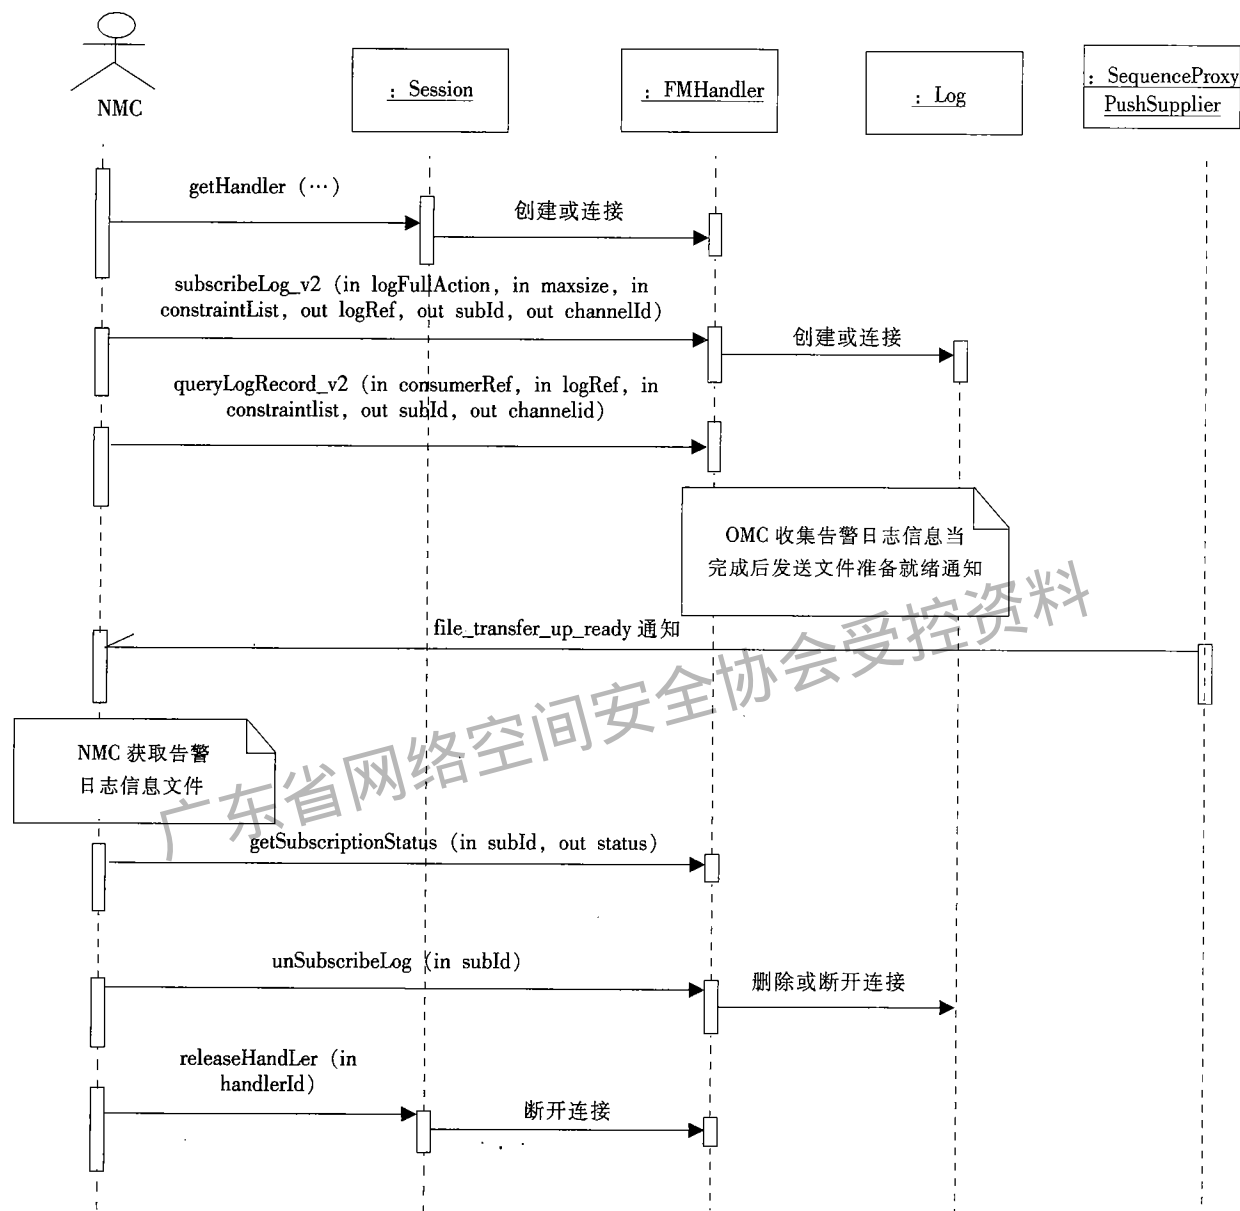 NMC
: Session
: FMHandler
: Log
: SequenceProxy
PushSupplier
getHandler (…)
创建或连接
subscribeLog_v2 (in logFullAction, in maxsize, in
constraintList, out logRef, out subId, out channelId)
创建或连接
queryLogRecord_v2 (in consumerRef, in logRef, in
constraintlist, out subId, out channelid)
OMC 收集告警日志信息当
完成后发送文件准备就绪通知
file_transfer_up_ready 通知
NMC 获取告警
日志信息文件
广东省网络空间安全协会受控资料
getSubscriptionStatus (in subId, out status)
unSubscribeLog (in subId)
删除或断开连接
releaseHandLer (in
handlerId)
断开连接